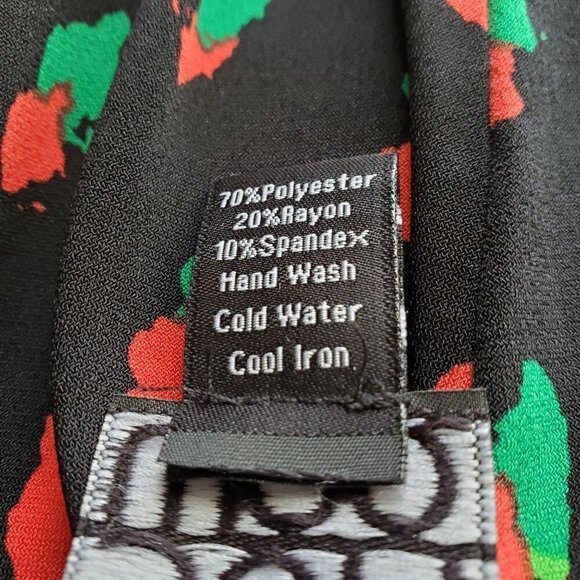 70%Polyester
20%Rayon
10%Spandex
Hand Wash
Cold Water
Cool Iron